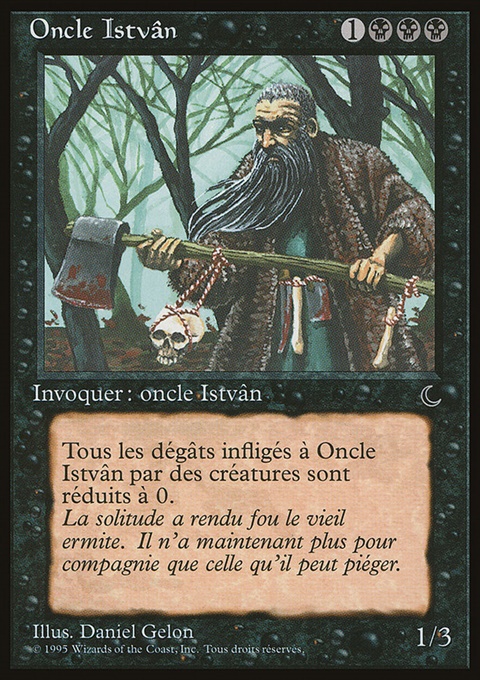 Oncle Istvân 1
Invoquer : oncle Istvân
Tous les dégâts infligés à Oncle
Istvân par des créatures sont
réduits à 0.
La solitude a rendu fou le vieil
ermite. Il n'a maintenant plus pour
compagnie que celle qu'il peut piéger.
Illus. Daniel Gelon
© 1995 Wizards of the Coast, Inc. Tous droits réservés.
1/3